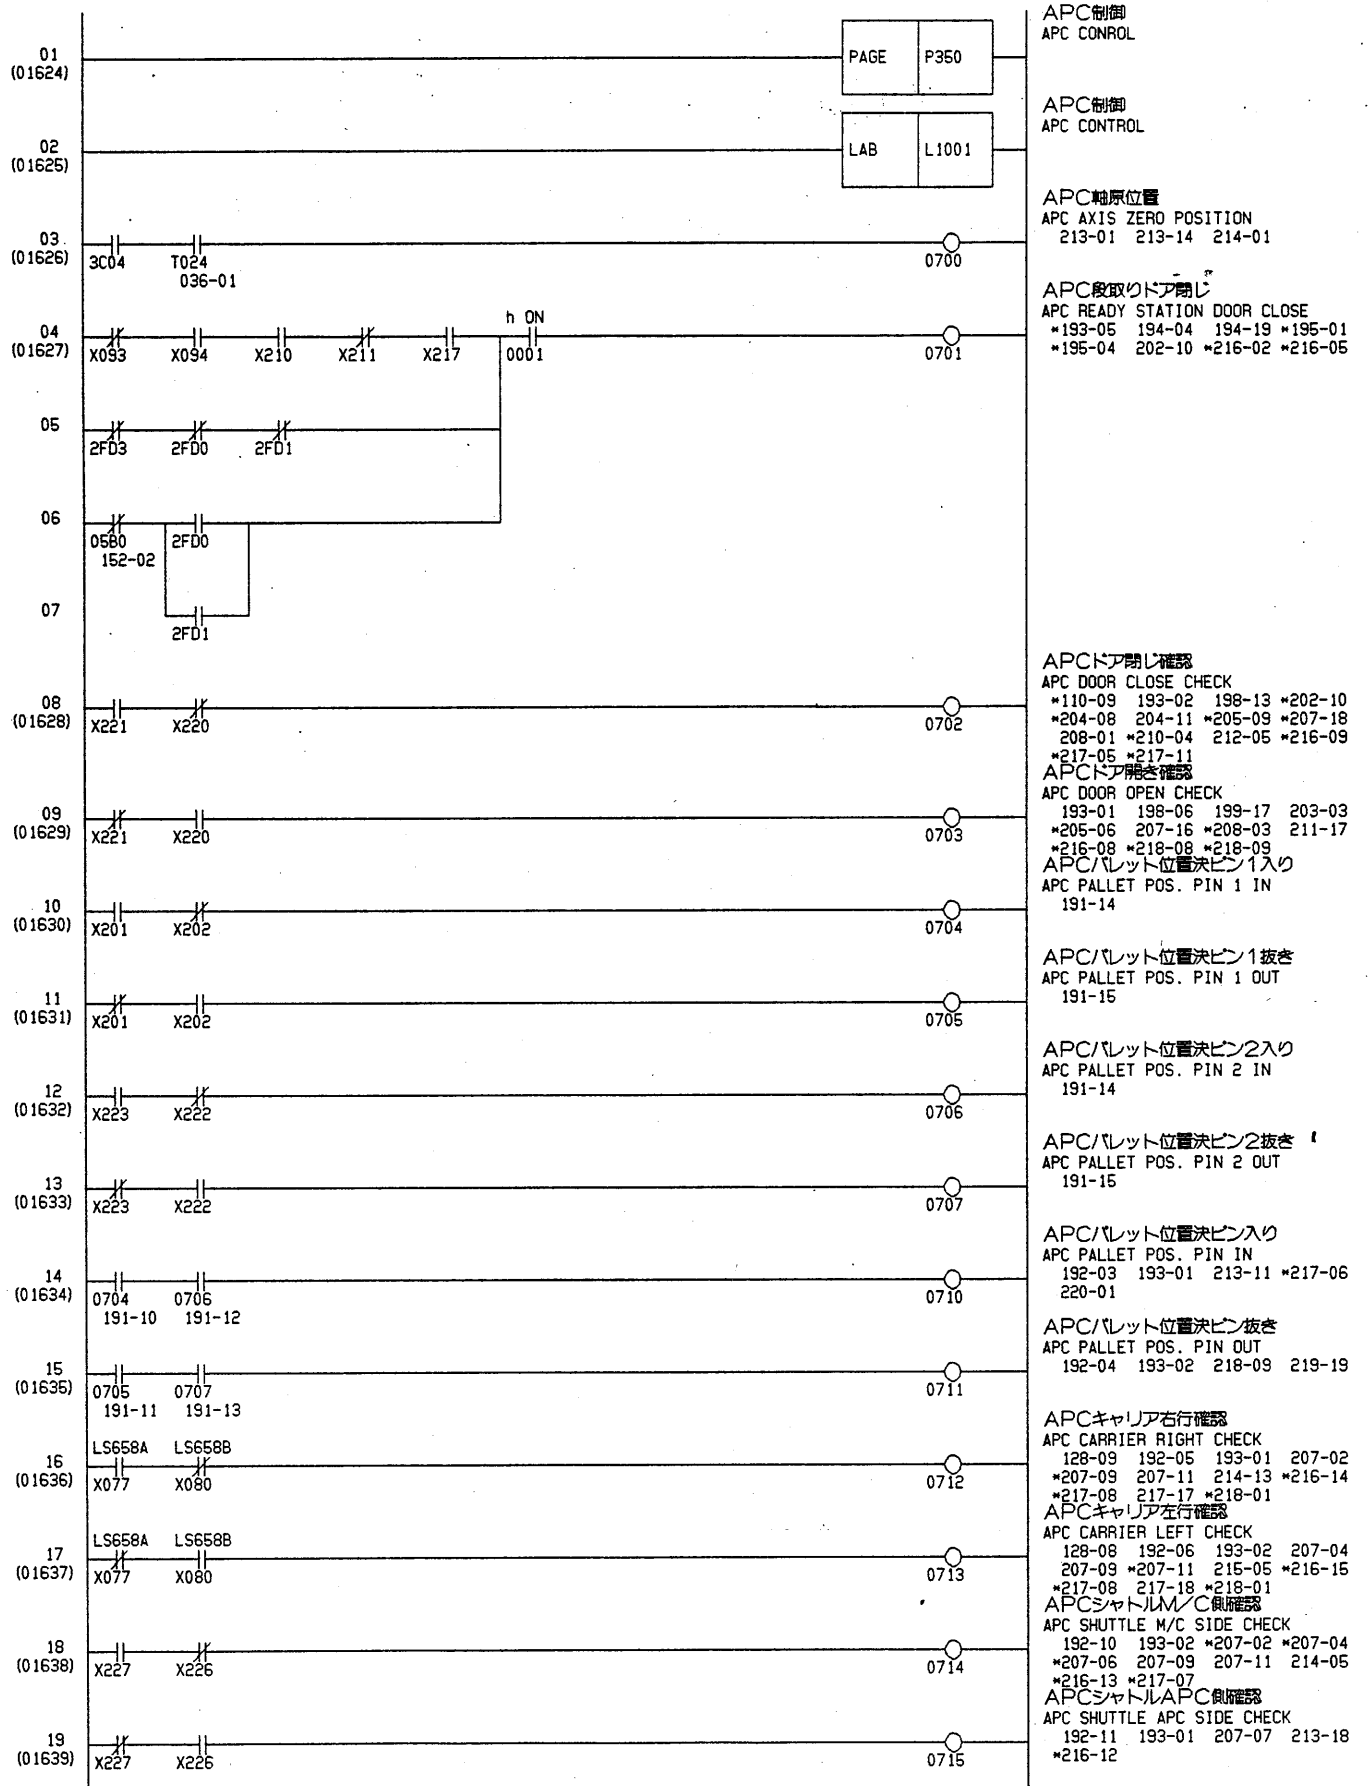 APC制御
APC CONROL
01
(01624)
PAGE P350
APC制御
APC CONTROL
02
(01625)
LAB L1001
APC軸原位置
APC AXIS ZERO POSITION
213-01 213-14 214-01
03
(01626)
3C04 T024 0700
036-01
APC段取りドア閉じ
APC READY STATION DOOR CLOSE
*193-05 194-04 194-19 *195-01
*195-04 202-10 *216-02 *216-05
h ON
04
(01627)
X093 X094 X210 X211 X217 0001 0701
05
2FD3 2FD0 2FD1
06
05B0 2FD0
152-02
07
2FD1
APCドア閉じ確認
APC DOOR CLOSE CHECK
*110-09 193-02 198-13 *202-10
*204-08 204-11 *205-09 *207-18
208-01 *210-04 212-05 *216-09
*217-05 *217-11
08
(01628)
X221 X220 0702
APCドア開き確認
APC DOOR OPEN CHECK
193-01 198-06 199-17 203-03
*205-06 207-16 *208-03 211-17
*216-08 *218-08 *218-09
09
(01629)
X221 X220 0703
APCパレット位置決ピン1入り
APC PALLET POS. PIN 1 IN
191-14
10
(01630)
X201 X202 0704
APCパレット位置決ピン1抜き
APC PALLET POS. PIN 1 OUT
191-15
11
(01631)
X201 X202 0705
APCパレット位置決ピン2入り
APC PALLET POS. PIN 2 IN
191-14
12
(01632)
X223 X222 0706
APCパレット位置決ピン2抜き
APC PALLET POS. PIN 2 OUT
191-15
13
(01633)
X223 X222 0707
APCパレット位置決ピン入り
APC PALLET POS. PIN IN
192-03 193-01 213-11 *217-06
220-01
14
(01634)
0704 0706 0710
191-10 191-12
APCパレット位置決ピン抜き
APC PALLET POS. PIN OUT
192-04 193-02 218-09 219-19
15
(01635)
0705 0707 0711
191-11 191-13
APCキャリア右行確認
APC CARRIER RIGHT CHECK
128-09 192-05 193-01 207-02
*207-09 207-11 214-13 *216-14
*217-08 217-17 *218-01
LS658A LS658B
16
(01636)
X077 X080 0712
APCキャリア左行確認
APC CARRIER LEFT CHECK
128-08 192-06 193-02 207-04
207-09 *207-11 215-05 *216-15
*217-08 217-18 *218-01
LS658A LS658B
17
(01637)
X077 X080 0713
APCシャトルM/C側確認
APC SHUTTLE M/C SIDE CHECK
192-10 193-02 *207-02 *207-04
*207-06 207-09 207-11 214-05
*216-13 *217-07
18
(01638)
X227 X226 0714
APCシャトルAPC側確認
APC SHUTTLE APC SIDE CHECK
192-11 193-01 207-07 213-18
*216-12
19
(01639)
X227 X226 0715